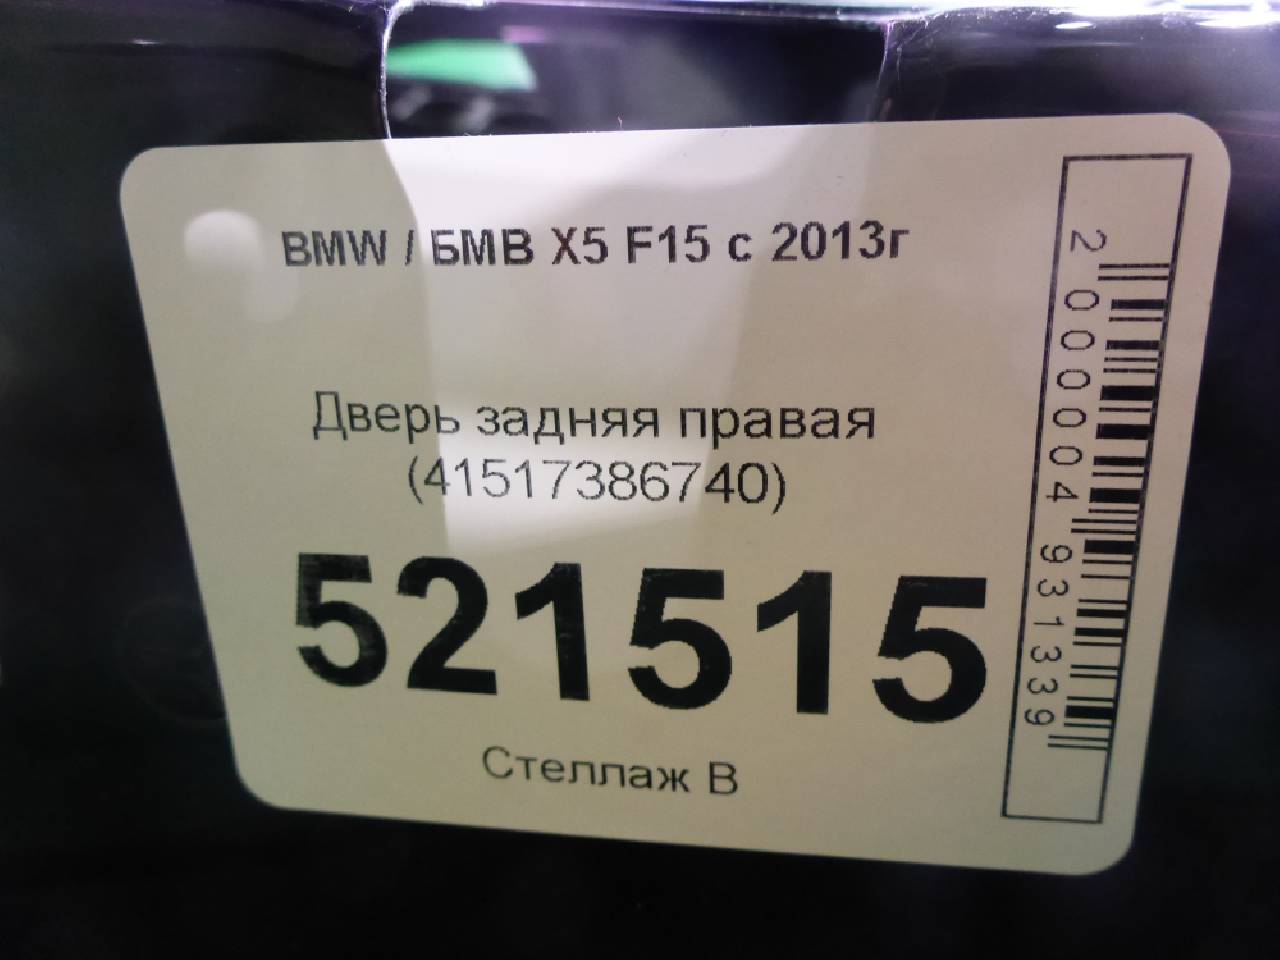 BMW / БМВ X5 F15 с 2013г
Дверь задняя правая
(41517386740)
521515
Стеллаж В
2000004931339